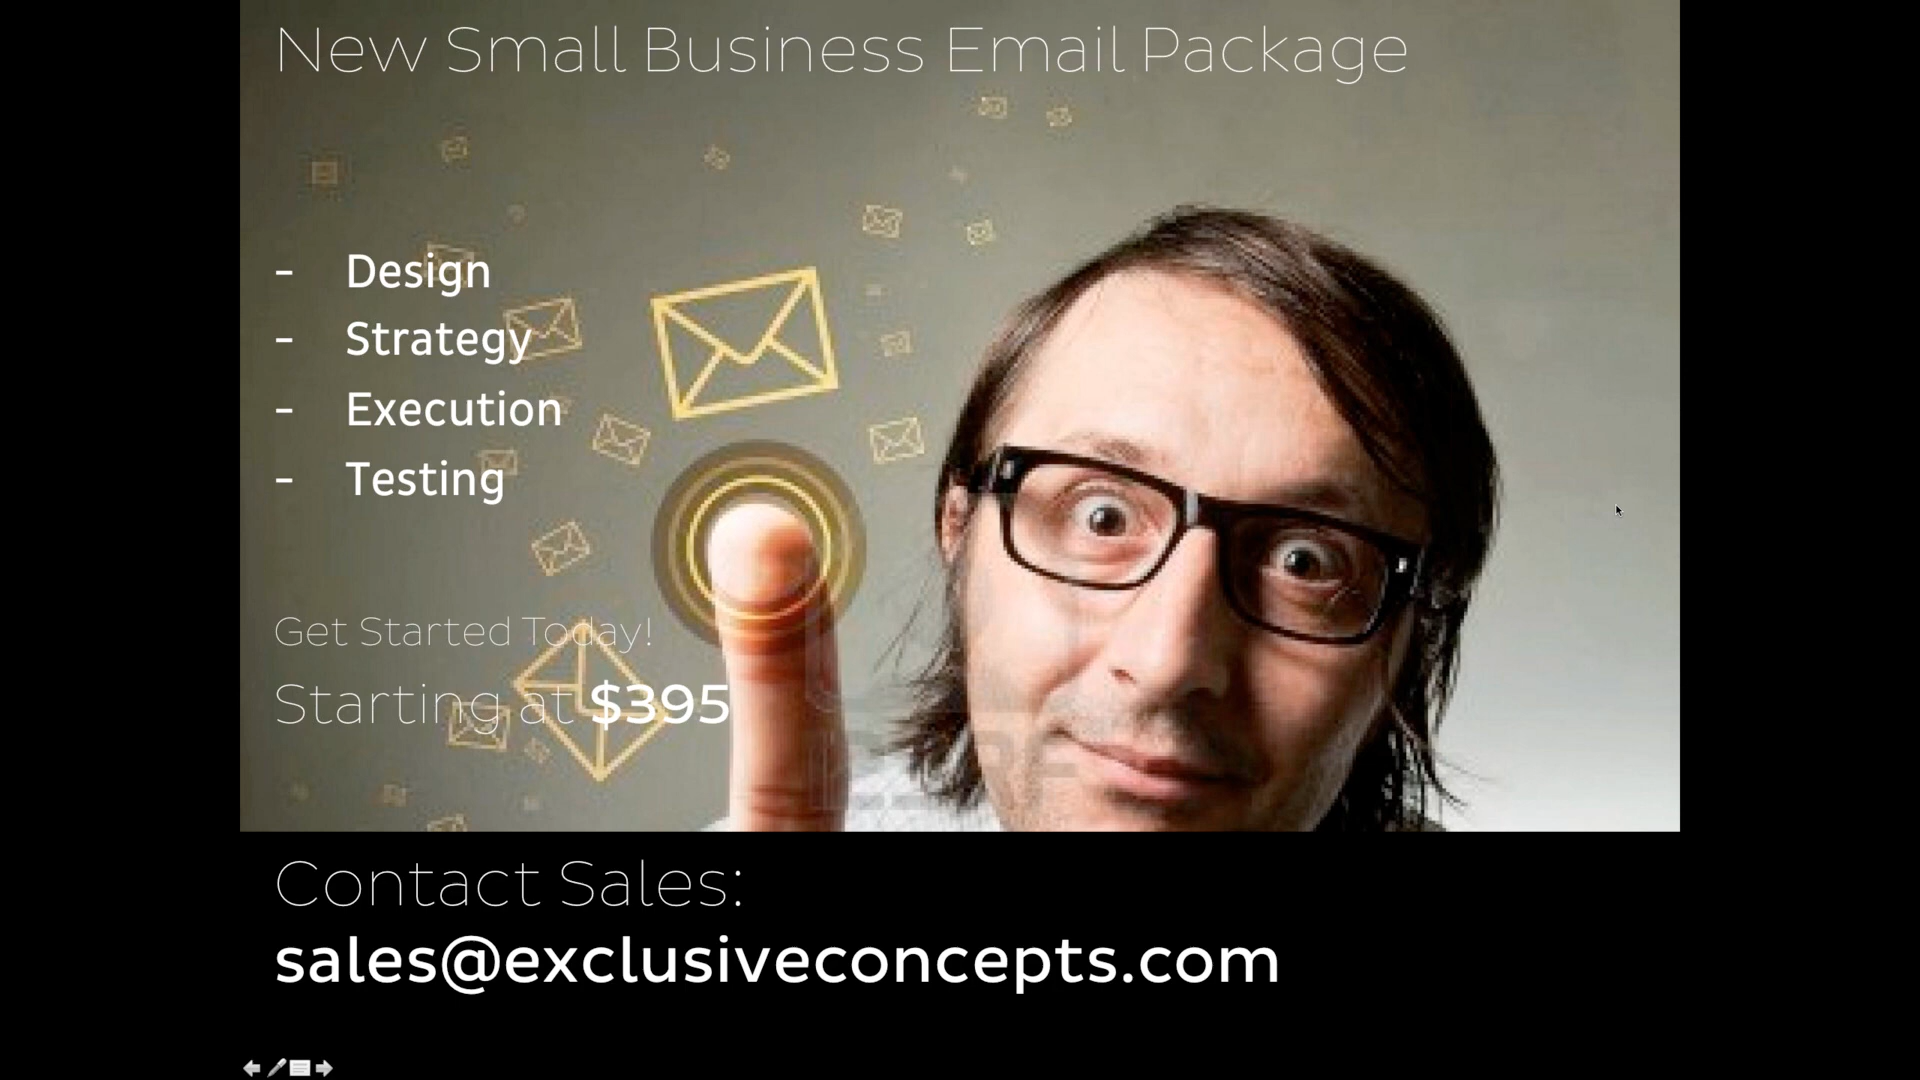 New Small Business Email Package
- Design
- Strategy
- Execution
- Testing
Get Started Today!
Starting at $395
Contact Sales:
sales@exclusiveconcepts.com